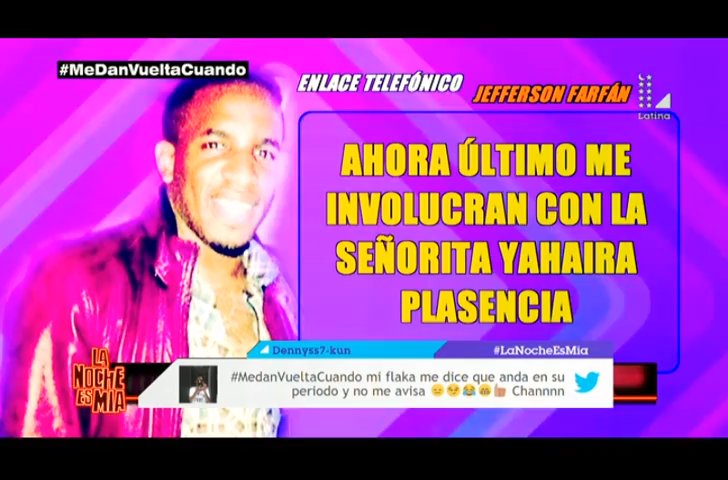 #MeDanVueltaCuando
ENLACE TELEFÓNICO
JEFFERSON FARFÁN
Latina
AHORA ÚLTIMO ME
INVOLUCRAN CON LA
SEÑORITA YAHAIRA
PLASENCIA
Dennyss7-kun
#LaNocheEsMia
LA
NOCHE
ES
MIA
#MedanVueltaCuando mi flaka me dice que anda en su
periodo y no me avisa 😑😏😂😁👍🏽 Channnn